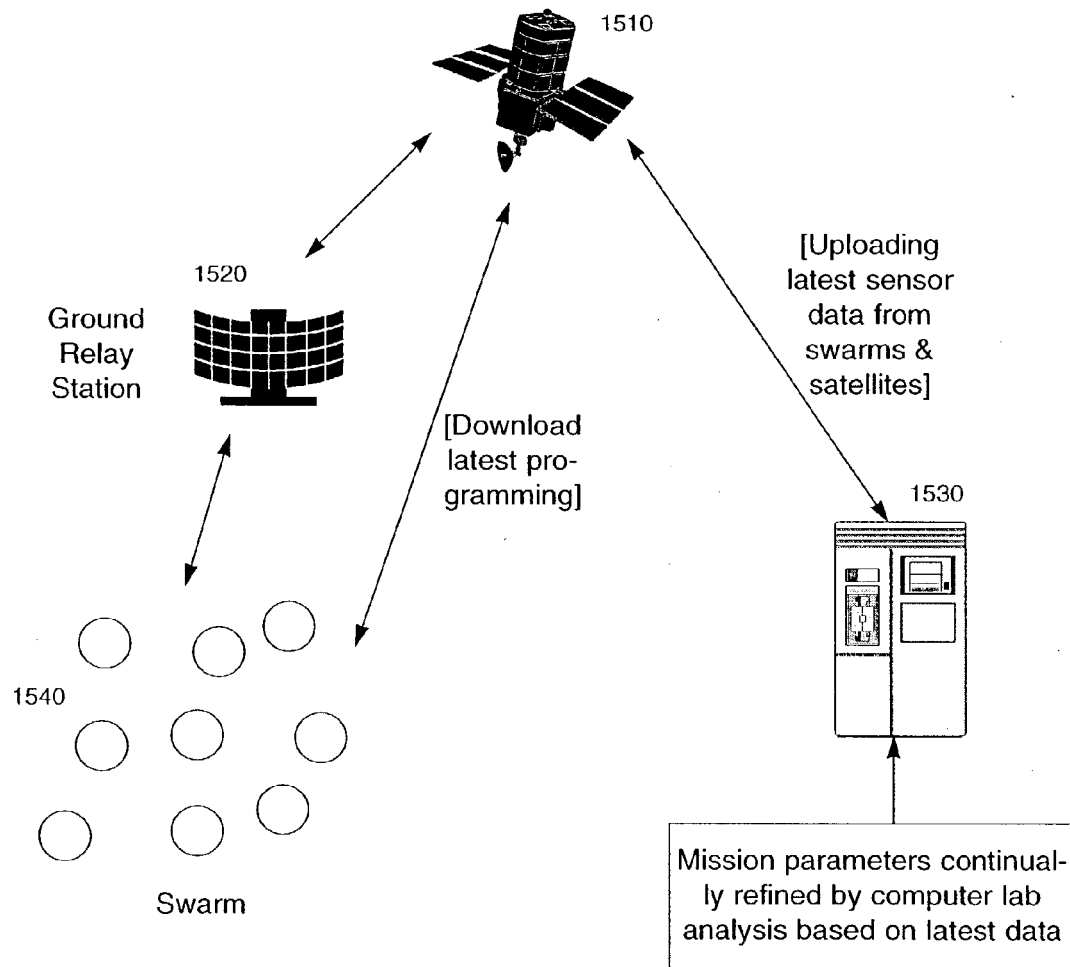 1510
[Uploading
latest sensor
data from
swarms &
satellites]
1520
Ground
Relay
Station
[Download
latest pro-
gramming]
1530
1540
Swarm
Mission parameters continual-
ly refined by computer lab
analysis based on latest data